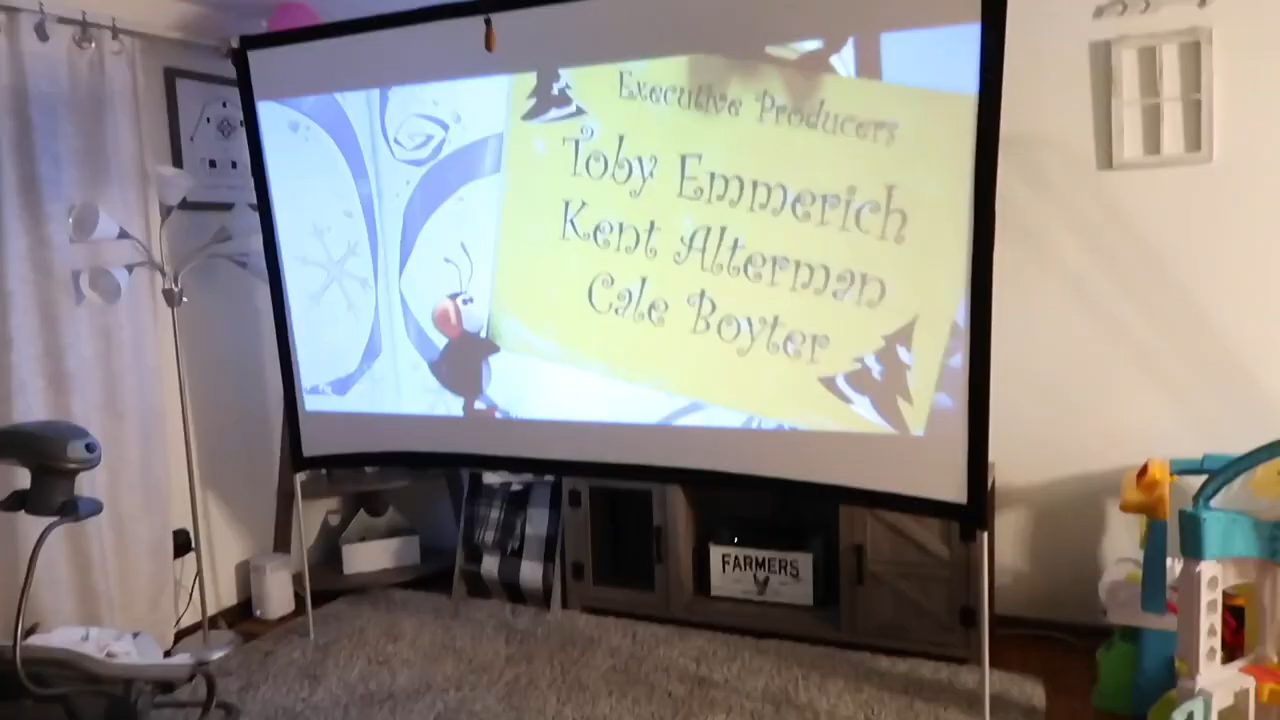 Executive Producers
Toby Emmerich
Kent Alterman
Cale Boyter
FARMERS